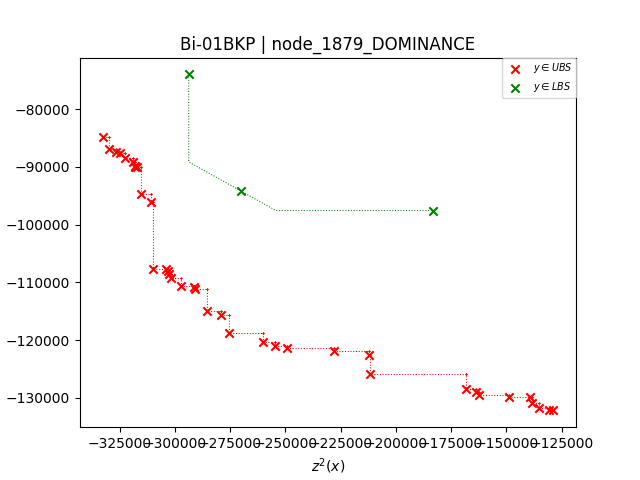 Bi-01BKP | node_1879_DOMINANCE
y ∈ UBS
y ∈ LBS
−80000
−90000
−100000
−110000
−120000
−130000
−325000 −300000 −275000 −250000 −225000 −200000 −175000 −150000 −125000
z²(x)